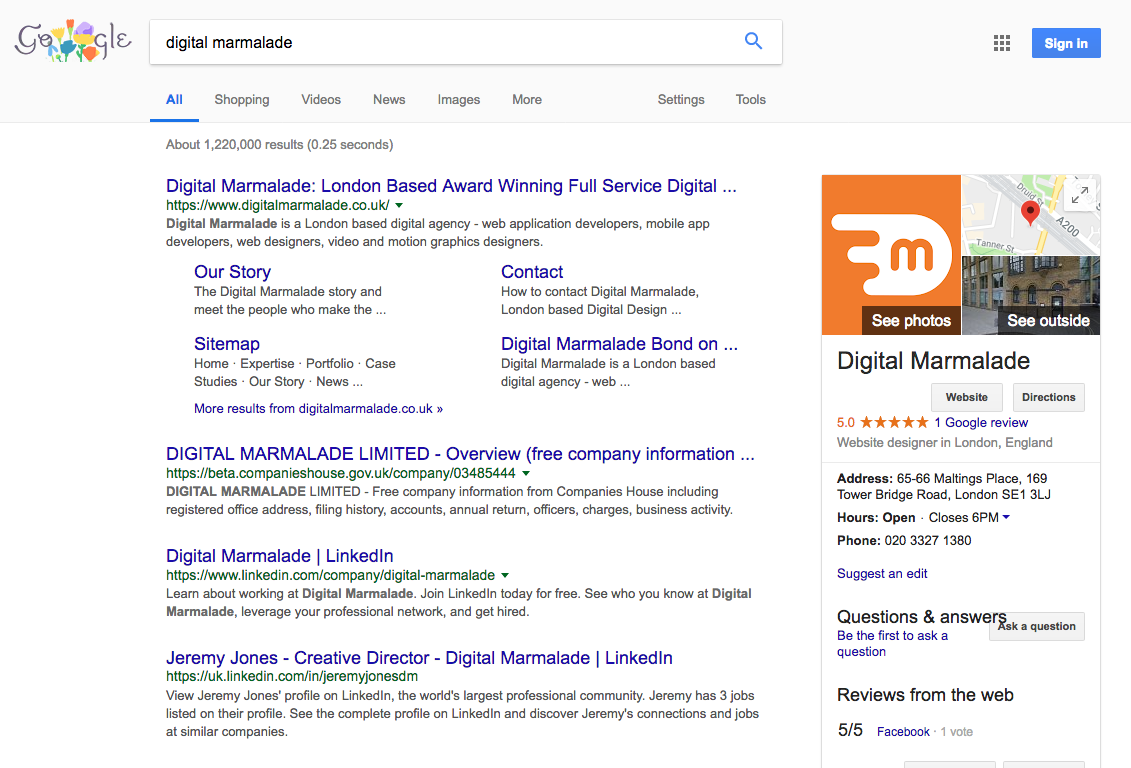 Google
digital marmalade
Sign in
All
Shopping
Videos
News
Images
More
Settings
Tools
About 1,220,000 results (0.25 seconds)
Digital Marmalade: London Based Award Winning Full Service Digital ...
https://www.digitalmarmalade.co.uk/
Digital Marmalade is a London based digital agency - web application developers, mobile app
developers, web designers, video and motion graphics designers.
Our Story
The Digital Marmalade story and
meet the people who make the ...
Contact
How to contact Digital Marmalade,
London based Digital Design ...
Sitemap
Home · Expertise · Portfolio · Case
Studies · Our Story · News ...
Digital Marmalade Bond on ...
Digital Marmalade is a London based
digital agency - web ...
More results from digitalmarmalade.co.uk »
DIGITAL MARMALADE LIMITED - Overview (free company information ...
https://beta.companieshouse.gov.uk/company/03485444
DIGITAL MARMALADE LIMITED - Free company information from Companies House including
registered office address, filing history, accounts, annual return, officers, charges, business activity.
Digital Marmalade | LinkedIn
https://www.linkedin.com/company/digital-marmalade
Learn about working at Digital Marmalade. Join LinkedIn today for free. See who you know at Digital
Marmalade, leverage your professional network, and get hired.
Jeremy Jones - Creative Director - Digital Marmalade | LinkedIn
https://uk.linkedin.com/in/jeremyjonesdm
View Jeremy Jones' profile on LinkedIn, the world's largest professional community. Jeremy has 3 jobs
listed on their profile. See the complete profile on LinkedIn and discover Jeremy's connections and jobs
at similar companies.
m
See photos
Druid St
A200
Tanner St
See outside
Digital Marmalade
Website
Directions
5.0 ★★★★★ 1 Google review
Website designer in London, England
Address: 65-66 Maltings Place, 169
Tower Bridge Road, London SE1 3LJ
Hours: Open · Closes 6PM
Phone: 020 3327 1380
Suggest an edit
Questions & answers
Ask a question
Be the first to ask a
question
Reviews from the web
5/5 Facebook · 1 vote